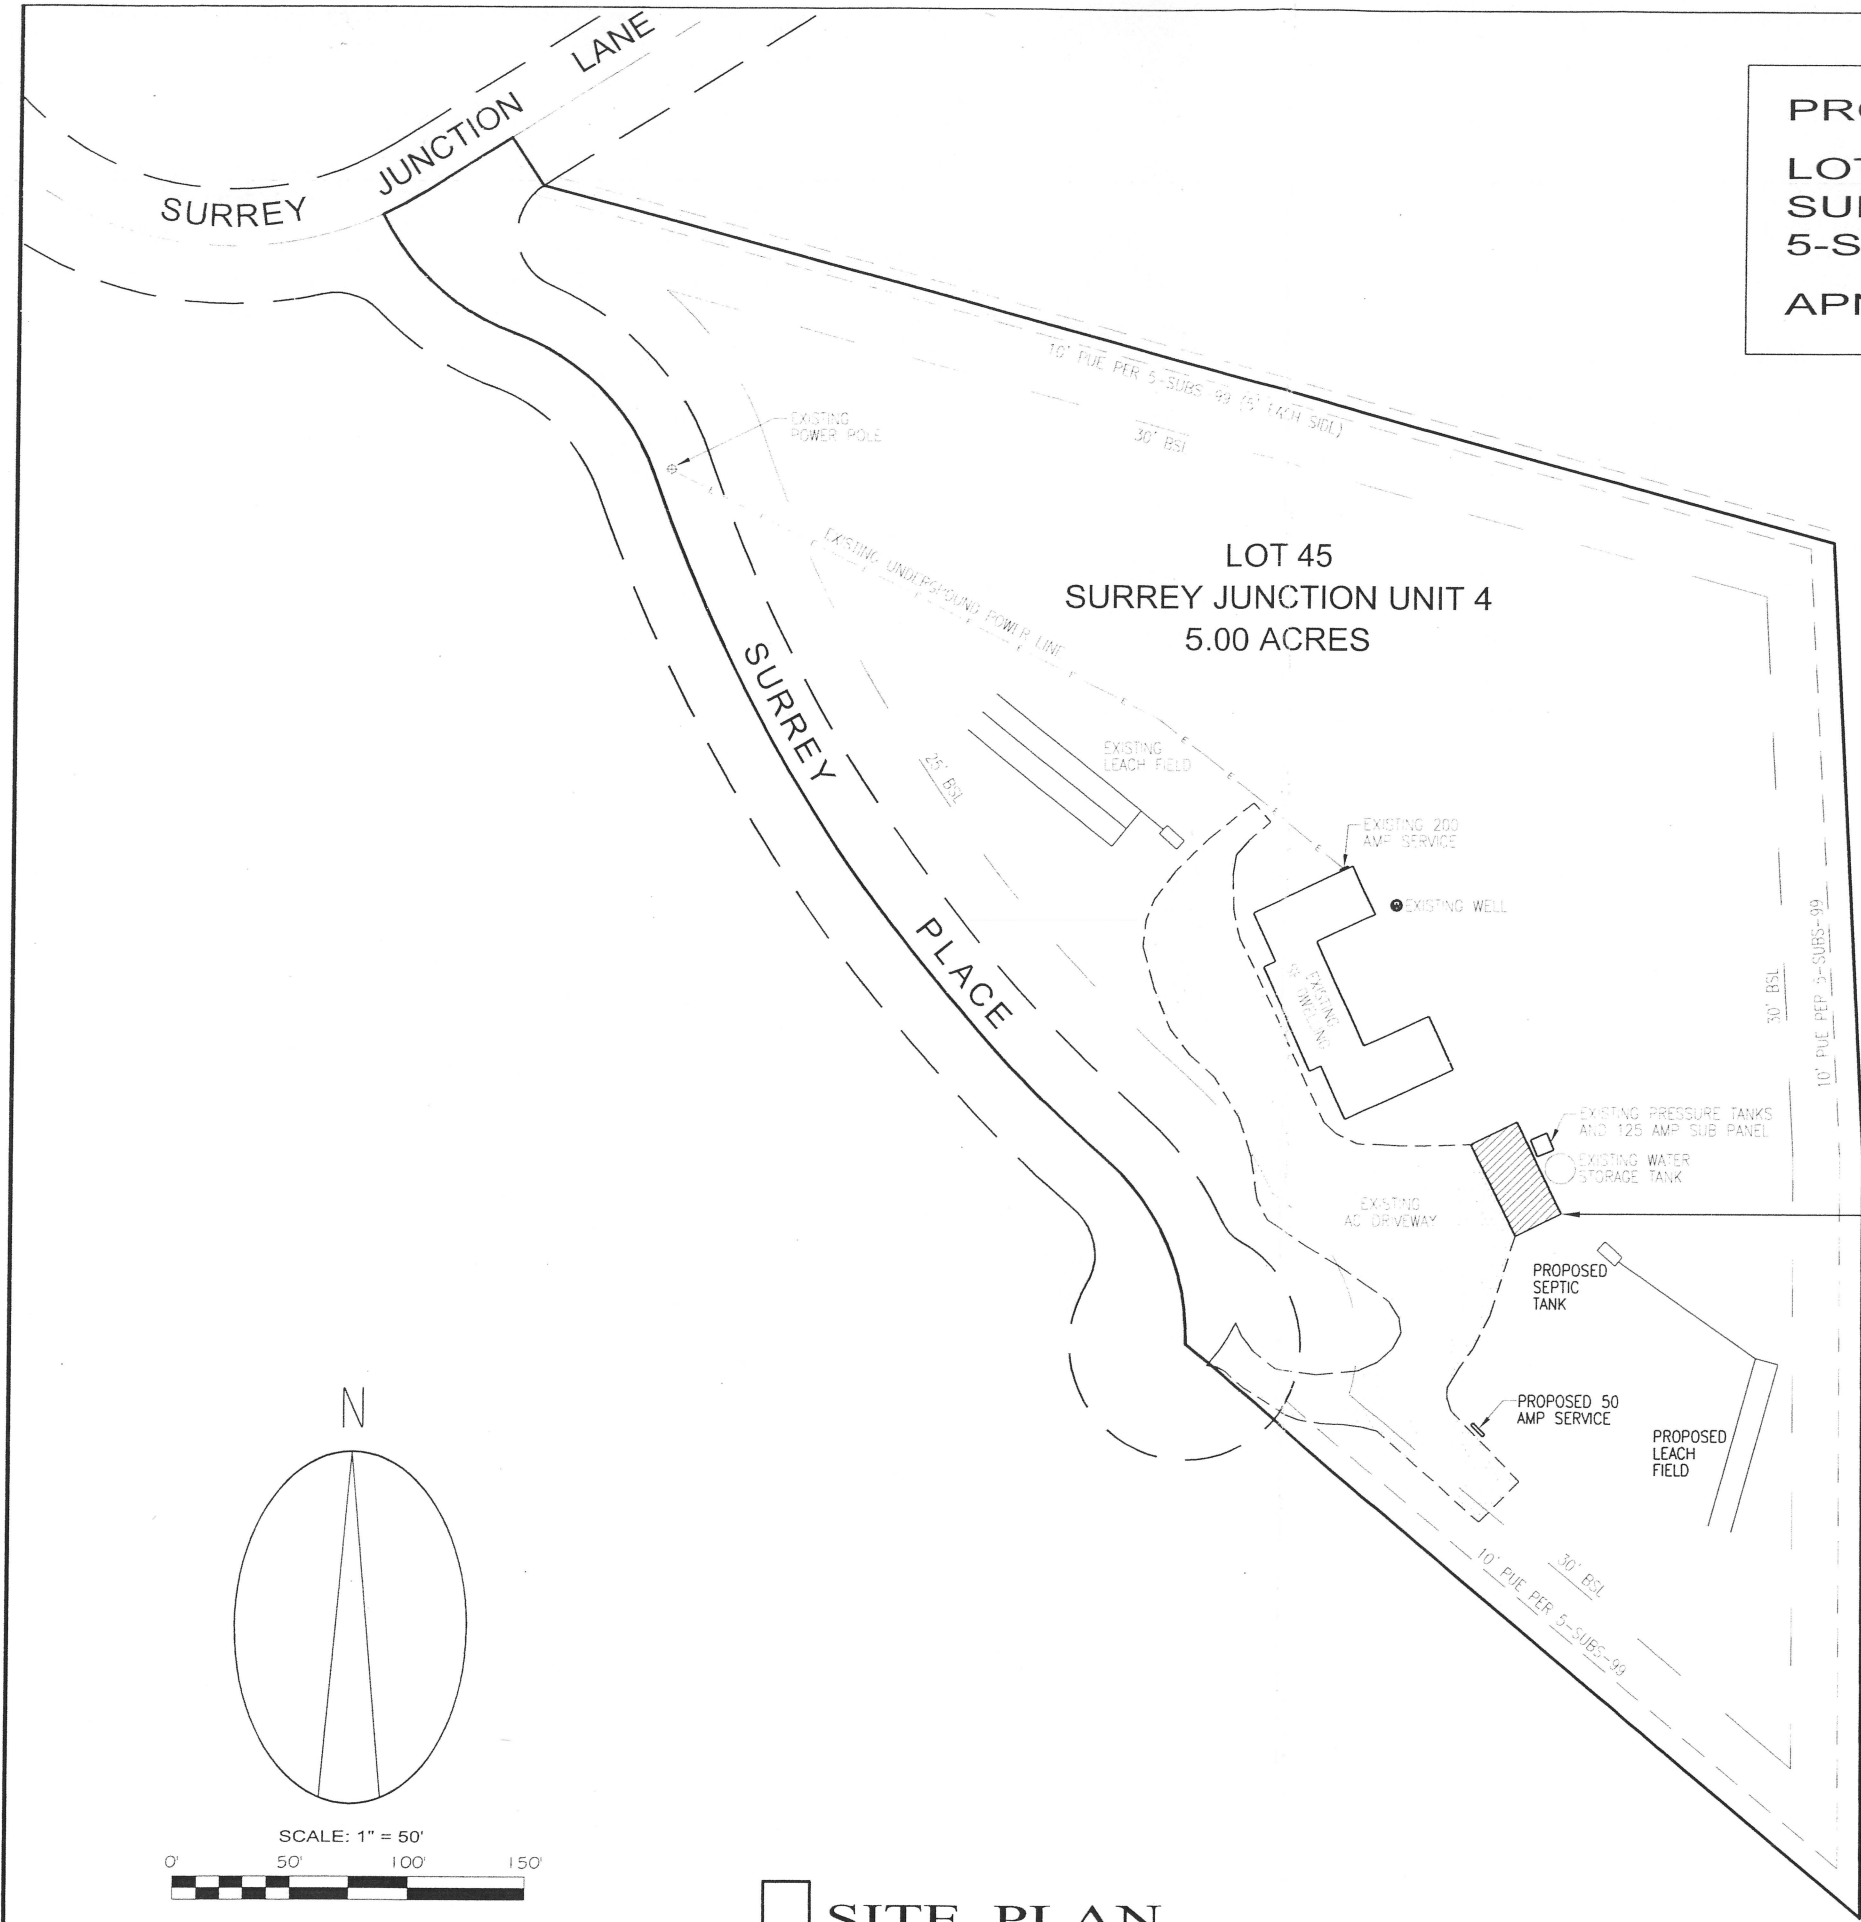 SURREY JUNCTION LANE
PRO
LOT
SUR
5-S
APN
10' PUE PER 5-SUBS-99 (5' EACH SIDE)
30' BSL
EXISTING
POWER POLE
EXISTING UNDERGROUND POWER LINE
LOT 45
SURREY JUNCTION UNIT 4
5.00 ACRES
SURREY PLACE
25' BSL
EXISTING
LEACH FIELD
EXISTING 200
AMP SERVICE
EXISTING WELL
EXISTING
SF DWELLING
30' BSL
10' PUE PER 5-SUBS-99
EXISTING PRESSURE TANKS
AND 125 AMP SUB PANEL
EXISTING WATER
STORAGE TANK
EXISTING
AC DRIVEWAY
PROPOSED
SEPTIC
TANK
PROPOSED 50
AMP SERVICE
PROPOSED
LEACH
FIELD
30' BSL
10' PUE PER 5-SUBS-99
N
SCALE: 1" = 50'
0' 50' 100' 150'
SITE PLAN